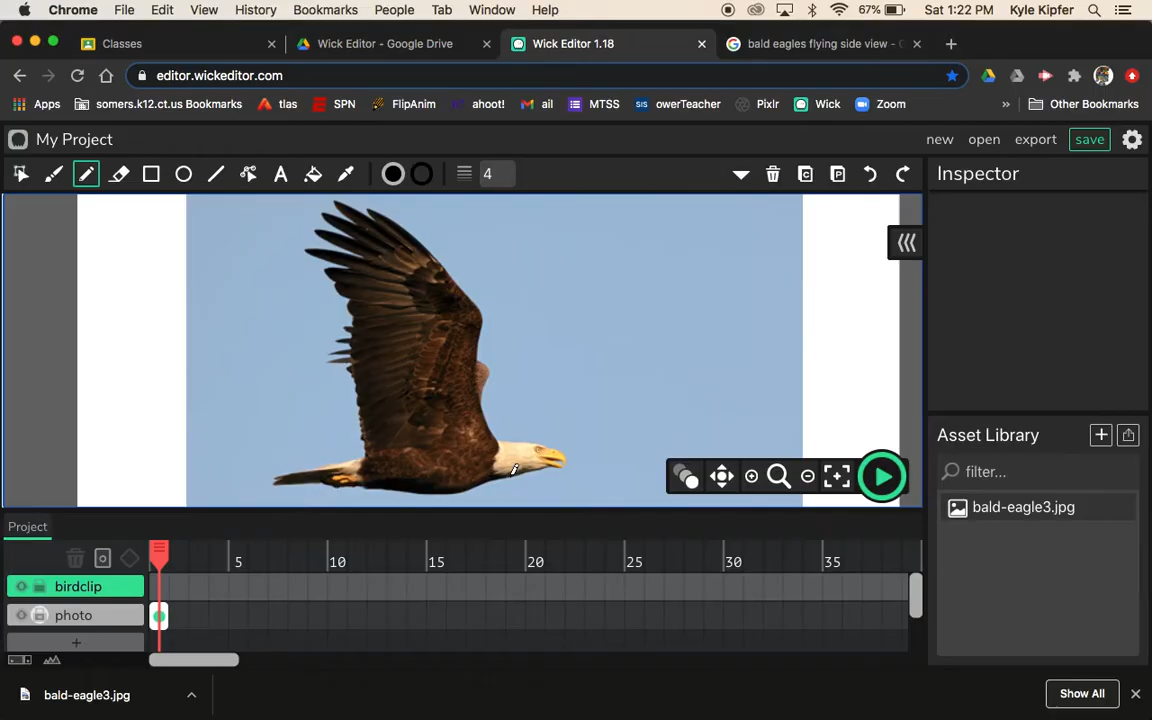 Chrome File Edit View History Bookmarks People Tab Window Help 67% Sat 1:22 PM Kyle Kipfer
Classes Wick Editor - Google Drive Wick Editor 1.18 bald eagles flying side view -
editor.wickeditor.com
Apps somers.k12.ct.us Bookmarks tlas SPN FlipAnim ahoot! ail MTSS SIS owerTeacher Pixlr Wick Zoom » Other Bookmarks
My Project new open export save
A 4 C P Inspector
Project
5 10 15 20 25 30 35
birdclip
photo
+
Asset Library
filter...
bald-eagle3.jpg
bald-eagle3.jpg Show All